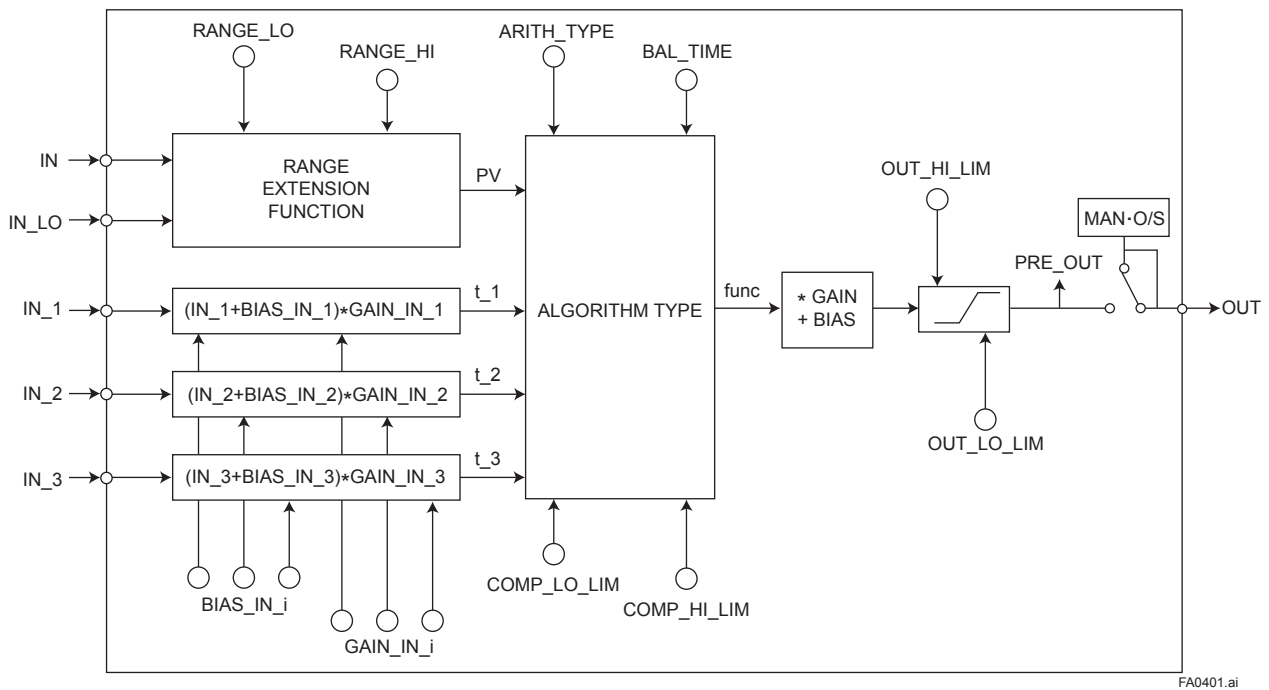 RANGE_LO
RANGE_HI
ARITH_TYPE
BAL_TIME
IN
IN_LO
RANGE
EXTENSION
FUNCTION
PV
OUT_HI_LIM
MAN·O/S
PRE_OUT
IN_1
(IN_1+BIAS_IN_1)*GAIN_IN_1
t_1
ALGORITHM TYPE
func
* GAIN
+ BIAS
OUT
IN_2
(IN_2+BIAS_IN_2)*GAIN_IN_2
t_2
OUT_LO_LIM
IN_3
(IN_3+BIAS_IN_3)*GAIN_IN_3
t_3
BIAS_IN_i
GAIN_IN_i
COMP_LO_LIM
COMP_HI_LIM
FA0401.ai